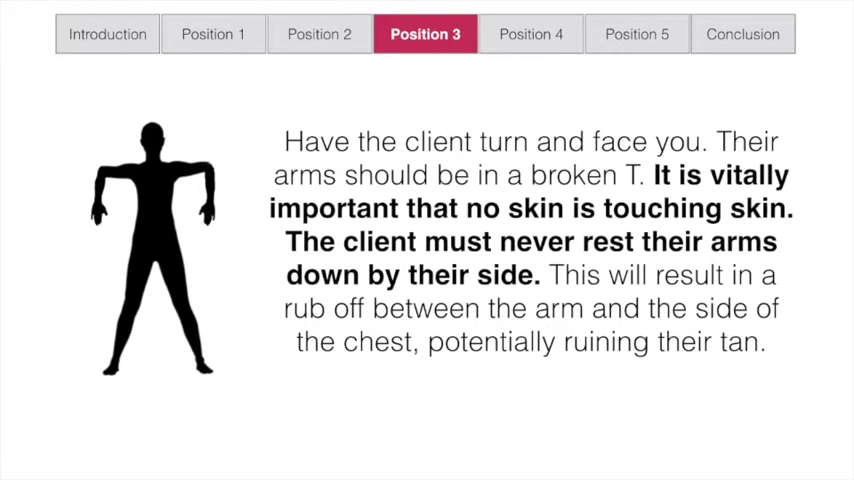 Introduction Position 1 Position 2 Position 3 Position 4 Position 5 Conclusion
Have the client turn and face you. Their
arms should be in a broken T. It is vitally
important that no skin is touching skin.
The client must never rest their arms
down by their side. This will result in a
rub off between the arm and the side of
the chest, potentially ruining their tan.